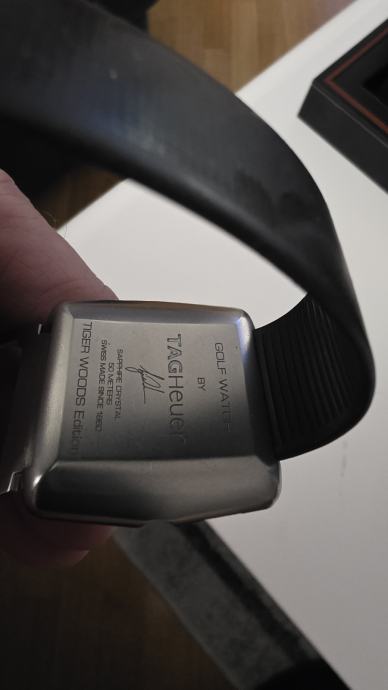 GOLF WATCH
BY
TAGHeuer
SAPPHIRE CRYSTAL
50 METERS
SWISS MADE SINCE 1860
TIGER WOODS Edition